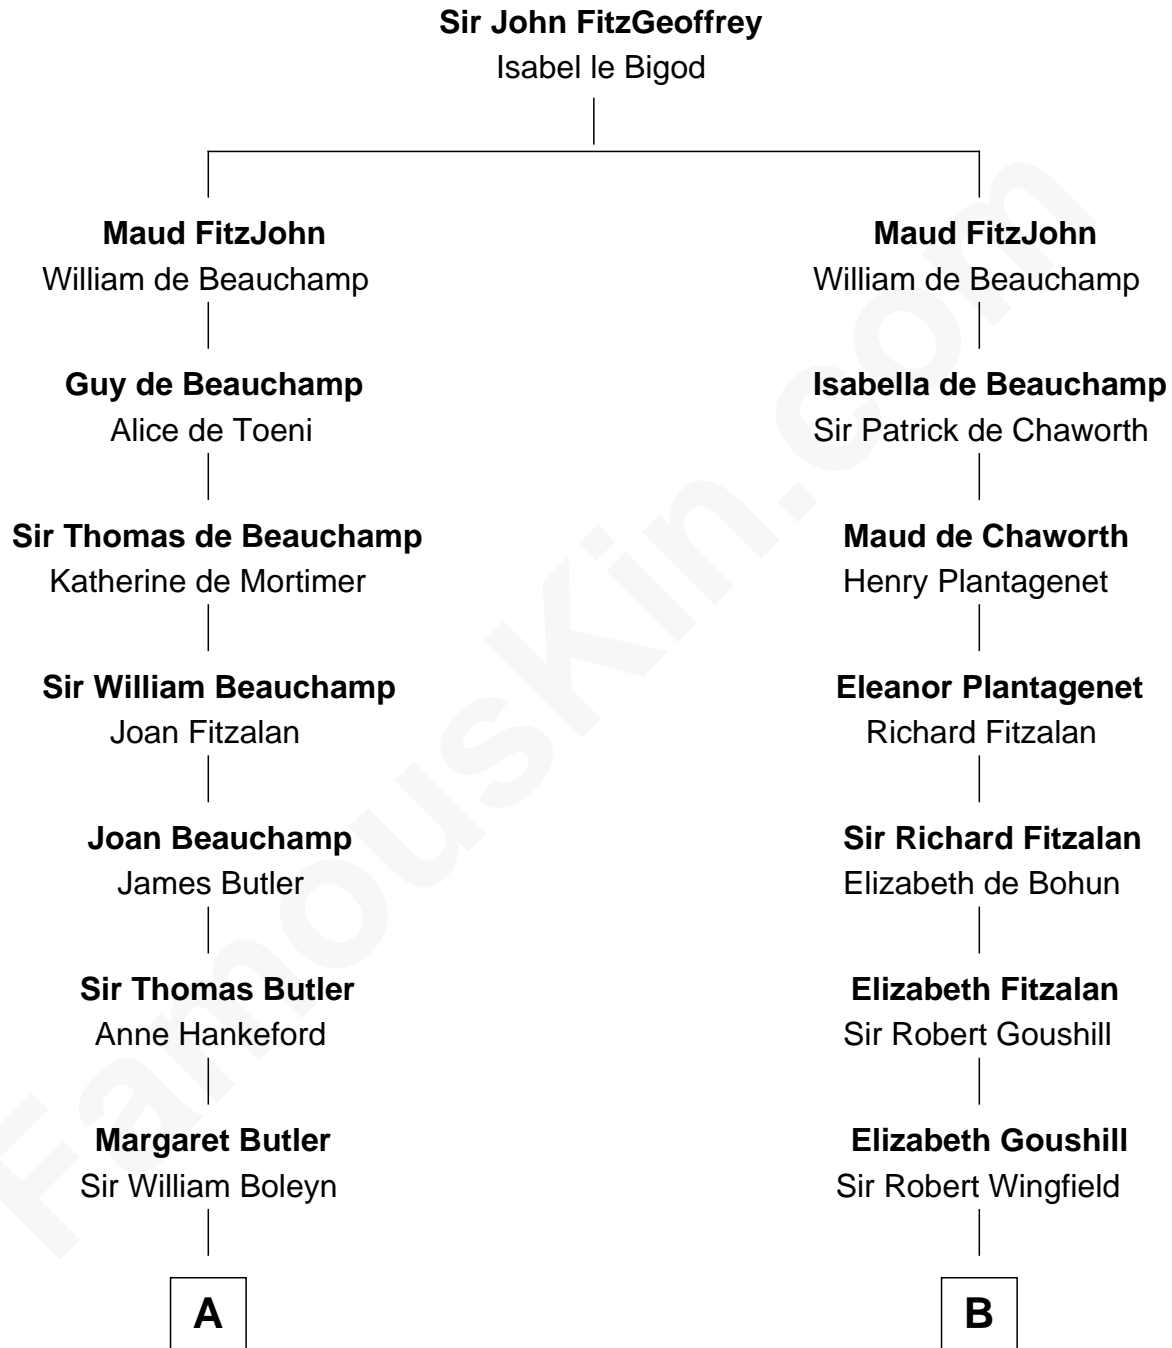 Sir John FitzGeoffrey
Isabel le Bigod
Maud FitzJohn
William de Beauchamp
Guy de Beauchamp
Alice de Toeni
Sir Thomas de Beauchamp
Katherine de Mortimer
Sir William Beauchamp
Joan Fitzalan
Joan Beauchamp
James Butler
Sir Thomas Butler
Anne Hankeford
Margaret Butler
Sir William Boleyn
A
Maud FitzJohn
William de Beauchamp
Isabella de Beauchamp
Sir Patrick de Chaworth
Maud de Chaworth
Henry Plantagenet
Eleanor Plantagenet
Richard Fitzalan
Sir Richard Fitzalan
Elizabeth de Bohun
Elizabeth Fitzalan
Sir Robert Goushill
Elizabeth Goushill
Sir Robert Wingfield
B
FamousKin.com